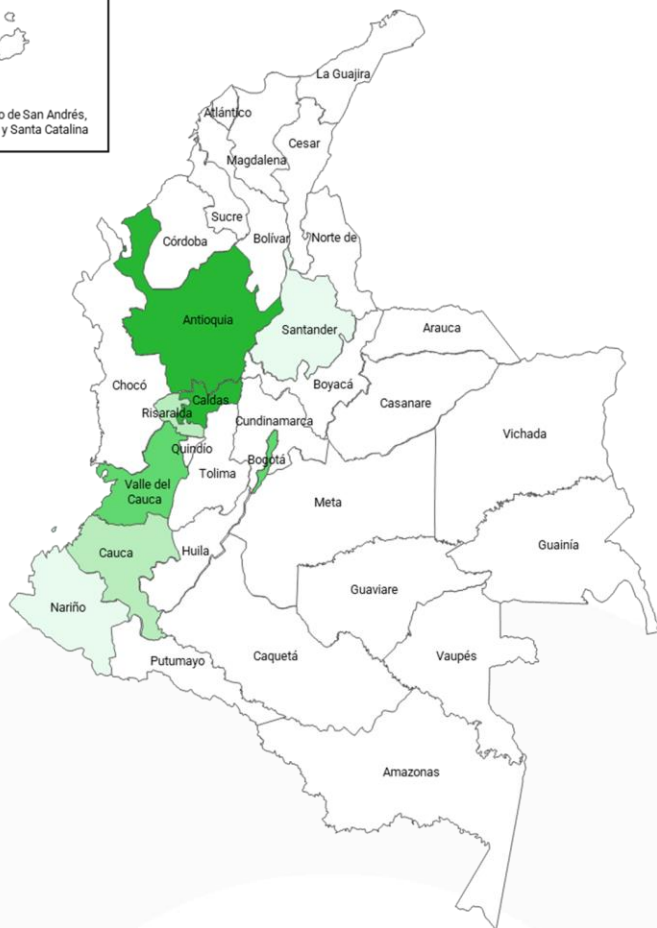 o de San Andrés,
y Santa Catalina
La Guajira
Atlántico
Cesar
Magdalena
Sucre
Córdoba
Bolívar
Norte de
Antioquia
Santander
Arauca
Chocó
Boyacá
Caldas
Casanare
Risaralda
Cundinamarca
Vichada
Quindío
Bogotá
Tolima
Valle del
Cauca
Meta
Guainía
Cauca
Huila
Guaviare
Nariño
Putumayo
Caquetá
Vaupés
Amazonas